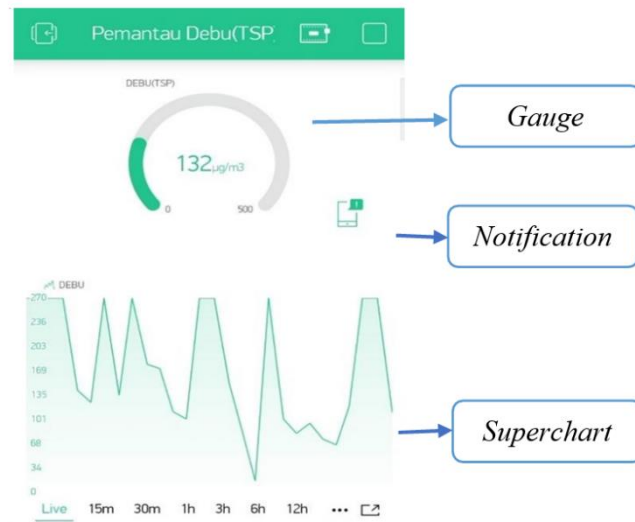 Pemantau Debu(TSP)
DEBU(TSP)
132µg/m3
0
500
Gauge
Notification
DEBU
270
236
203
169
135
101
68
34
0
Superchart
Live 15m 30m 1h 3h 6h 12h •••